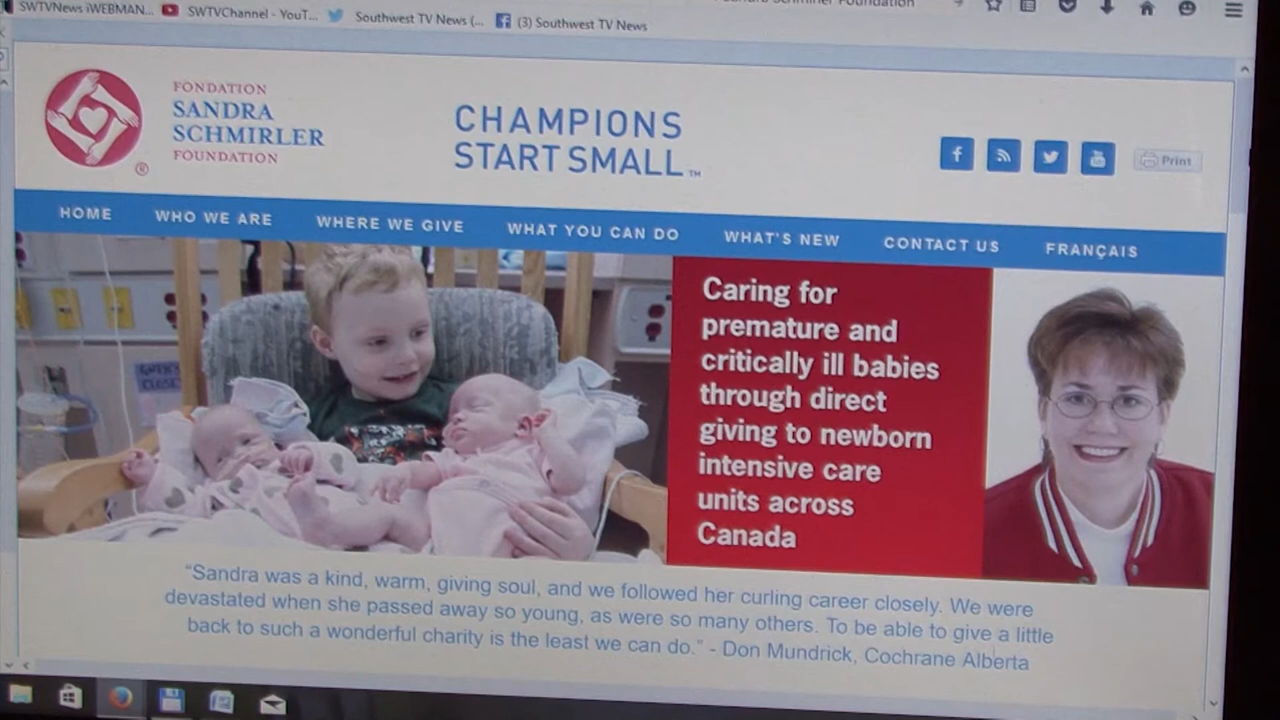 SWTVNews iWEBMAN...
SWTVChannel - YouT...
Southwest TV News (...
(3) Southwest TV News
FONDATION
SANDRA
SCHMIRLER
FOUNDATION
®
CHAMPIONS
START SMALL™
Print
HOME
WHO WE ARE
WHERE WE GIVE
WHAT YOU CAN DO
WHAT'S NEW
CONTACT US
FRANÇAIS
Caring for
premature and
critically ill babies
through direct
giving to newborn
intensive care
units across
Canada
“Sandra was a kind, warm, giving soul, and we followed her curling career closely. We were
devastated when she passed away so young, as were so many others. To be able to give a little
back to such a wonderful charity is the least we can do.” - Don Mundrick, Cochrane Alberta